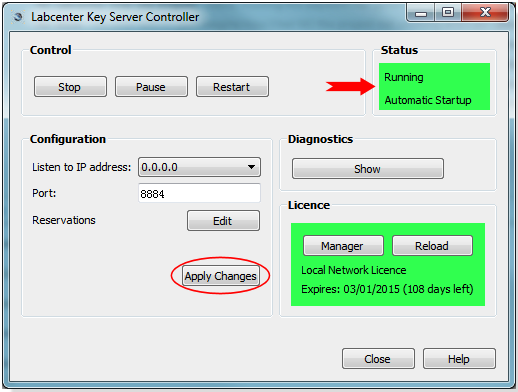 Labcenter Key Server Controller
Control
Stop Pause Restart
Status
Running
Automatic Startup
Configuration
Listen to IP address: 0.0.0.0
Port: 8884
Reservations Edit
Apply Changes
Diagnostics
Show
Licence
Manager Reload
Local Network Licence
Expires: 03/01/2015 (108 days left)
Close Help